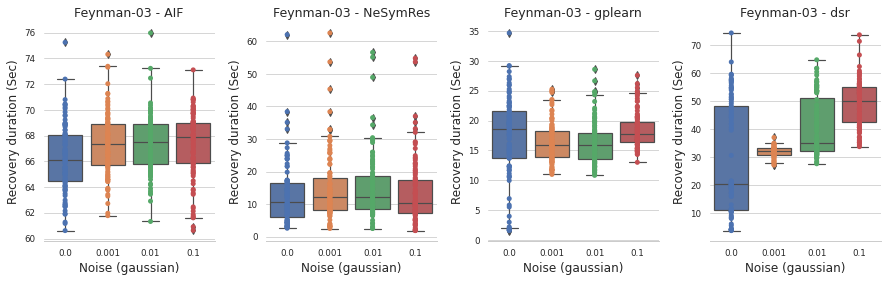 Feynman-03 - AIF
Recovery duration (Sec)
76
74
72
70
68
66
64
62
60
0.0 0.001 0.01 0.1
Noise (gaussian)
Feynman-03 - NeSymRes
Recovery duration (Sec)
60
50
40
30
20
10
0
0.0 0.001 0.01 0.1
Noise (gaussian)
Feynman-03 - gplearn
Recovery duration (Sec)
35
30
25
20
15
10
5
0
0.0 0.001 0.01 0.1
Noise (gaussian)
Feynman-03 - dsr
Recovery duration (Sec)
70
60
50
40
30
20
10
0.0 0.001 0.01 0.1
Noise (gaussian)